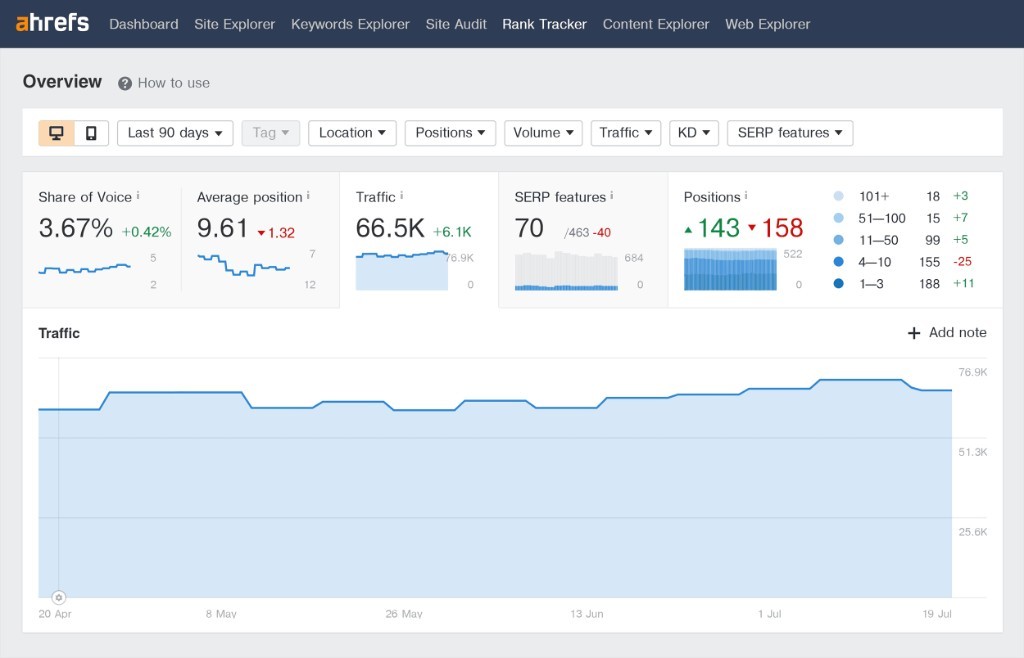 ahrefs Dashboard Site Explorer Keywords Explorer Site Audit Rank Tracker Content Explorer Web Explorer
Overview ? How to use
Last 90 days Tag Location Positions Volume Traffic KD SERP features
Share of Voice i Average position i Traffic i SERP features i Positions i
3.67% +0.42% 9.61 1.32 66.5K +6.1K 70 /463 -40 143 158
5 2 7 12 76.9K 0 684 0 522 0
101+ 18 +3
51—100 15 +7
11—50 99 +5
4—10 155 -25
1—3 188 +11
Traffic + Add note
76.9K
51.3K
25.6K
20 Apr 8 May 26 May 13 Jun 1 Jul 19 Jul